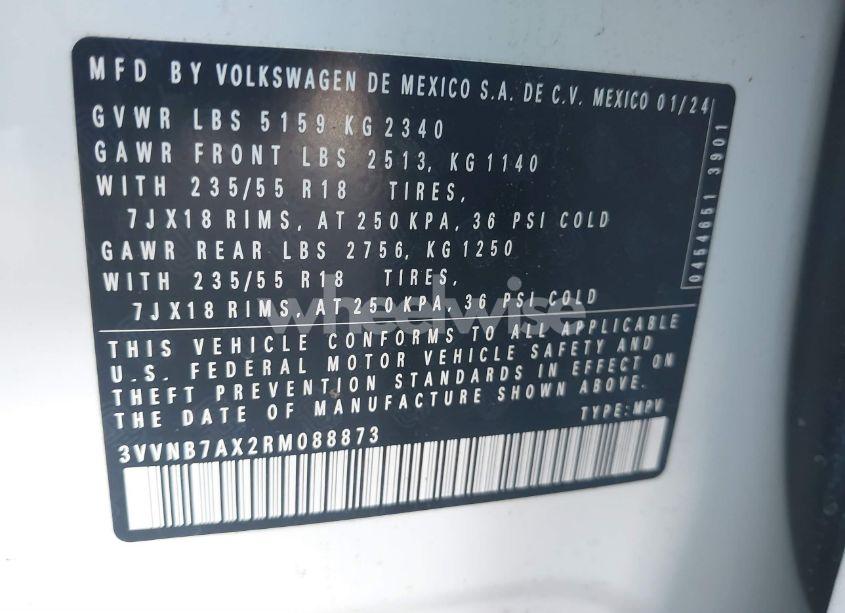 MFD BY VOLKSWAGEN DE MEXICO S.A. DE C.V. MEXICO 01/24
GVWR LBS 5159 KG 2340
GAWR FRONT LBS 2513, KG 1140
WITH 235/55 R18 TIRES,
7JX18 RIMS, AT 250 KPA, 36 PSI COLD
GAWR REAR LBS 2756, KG 1250
WITH 235/55 R18 TIRES,
7JX18 RIMS, AT 250 KPA, 36 PSI COLD
THIS VEHICLE CONFORMS TO ALL APPLICABLE
U.S. FEDERAL MOTOR VEHICLE SAFETY AND
THEFT PREVENTION STANDARDS IN EFFECT ON
THE DATE OF MANUFACTURE SHOWN ABOVE.
3VVNB7AX2RM088873 TYPE:MPV
0454651 3901
wheelwise